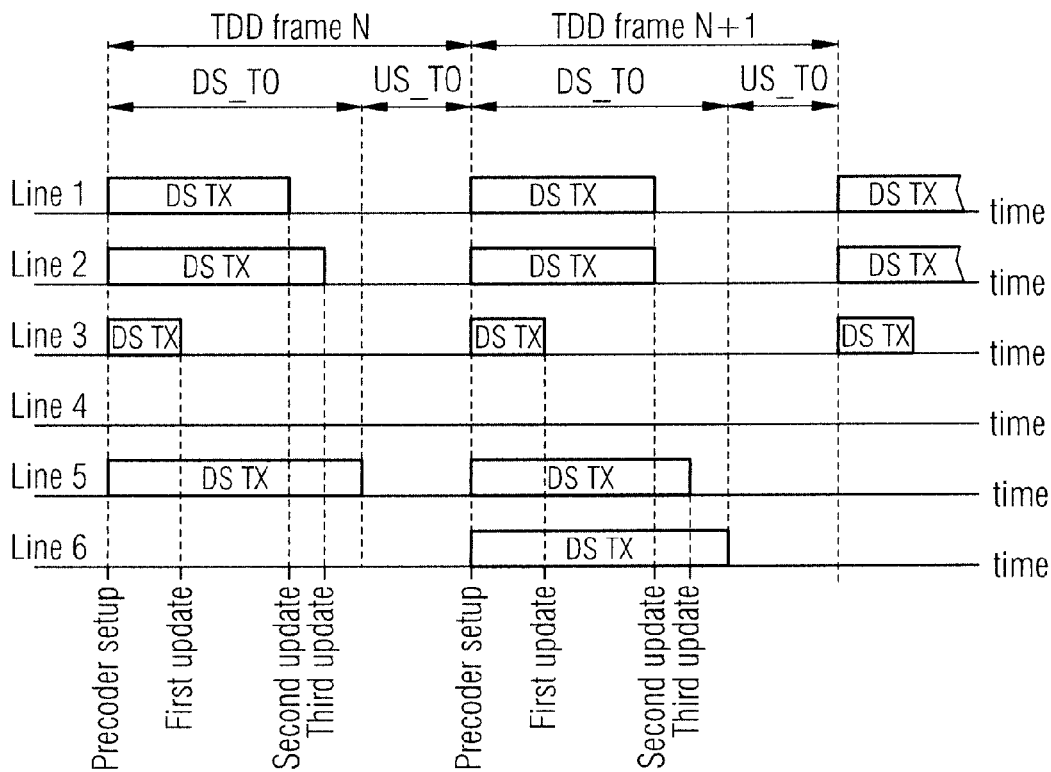 TDD frame N TDD frame N+1
DS_TO US_TO DS_TO US_TO
Line 1 DS TX DS TX DS TX time
Line 2 DS TX DS TX DS TX time
Line 3 DS TX DS TX DS TX time
Line 4 time
Line 5 DS TX DS TX time
Line 6 DS TX time
Precoder setup
First update
Second update
Third update
Precoder setup
First update
Second update
Third update